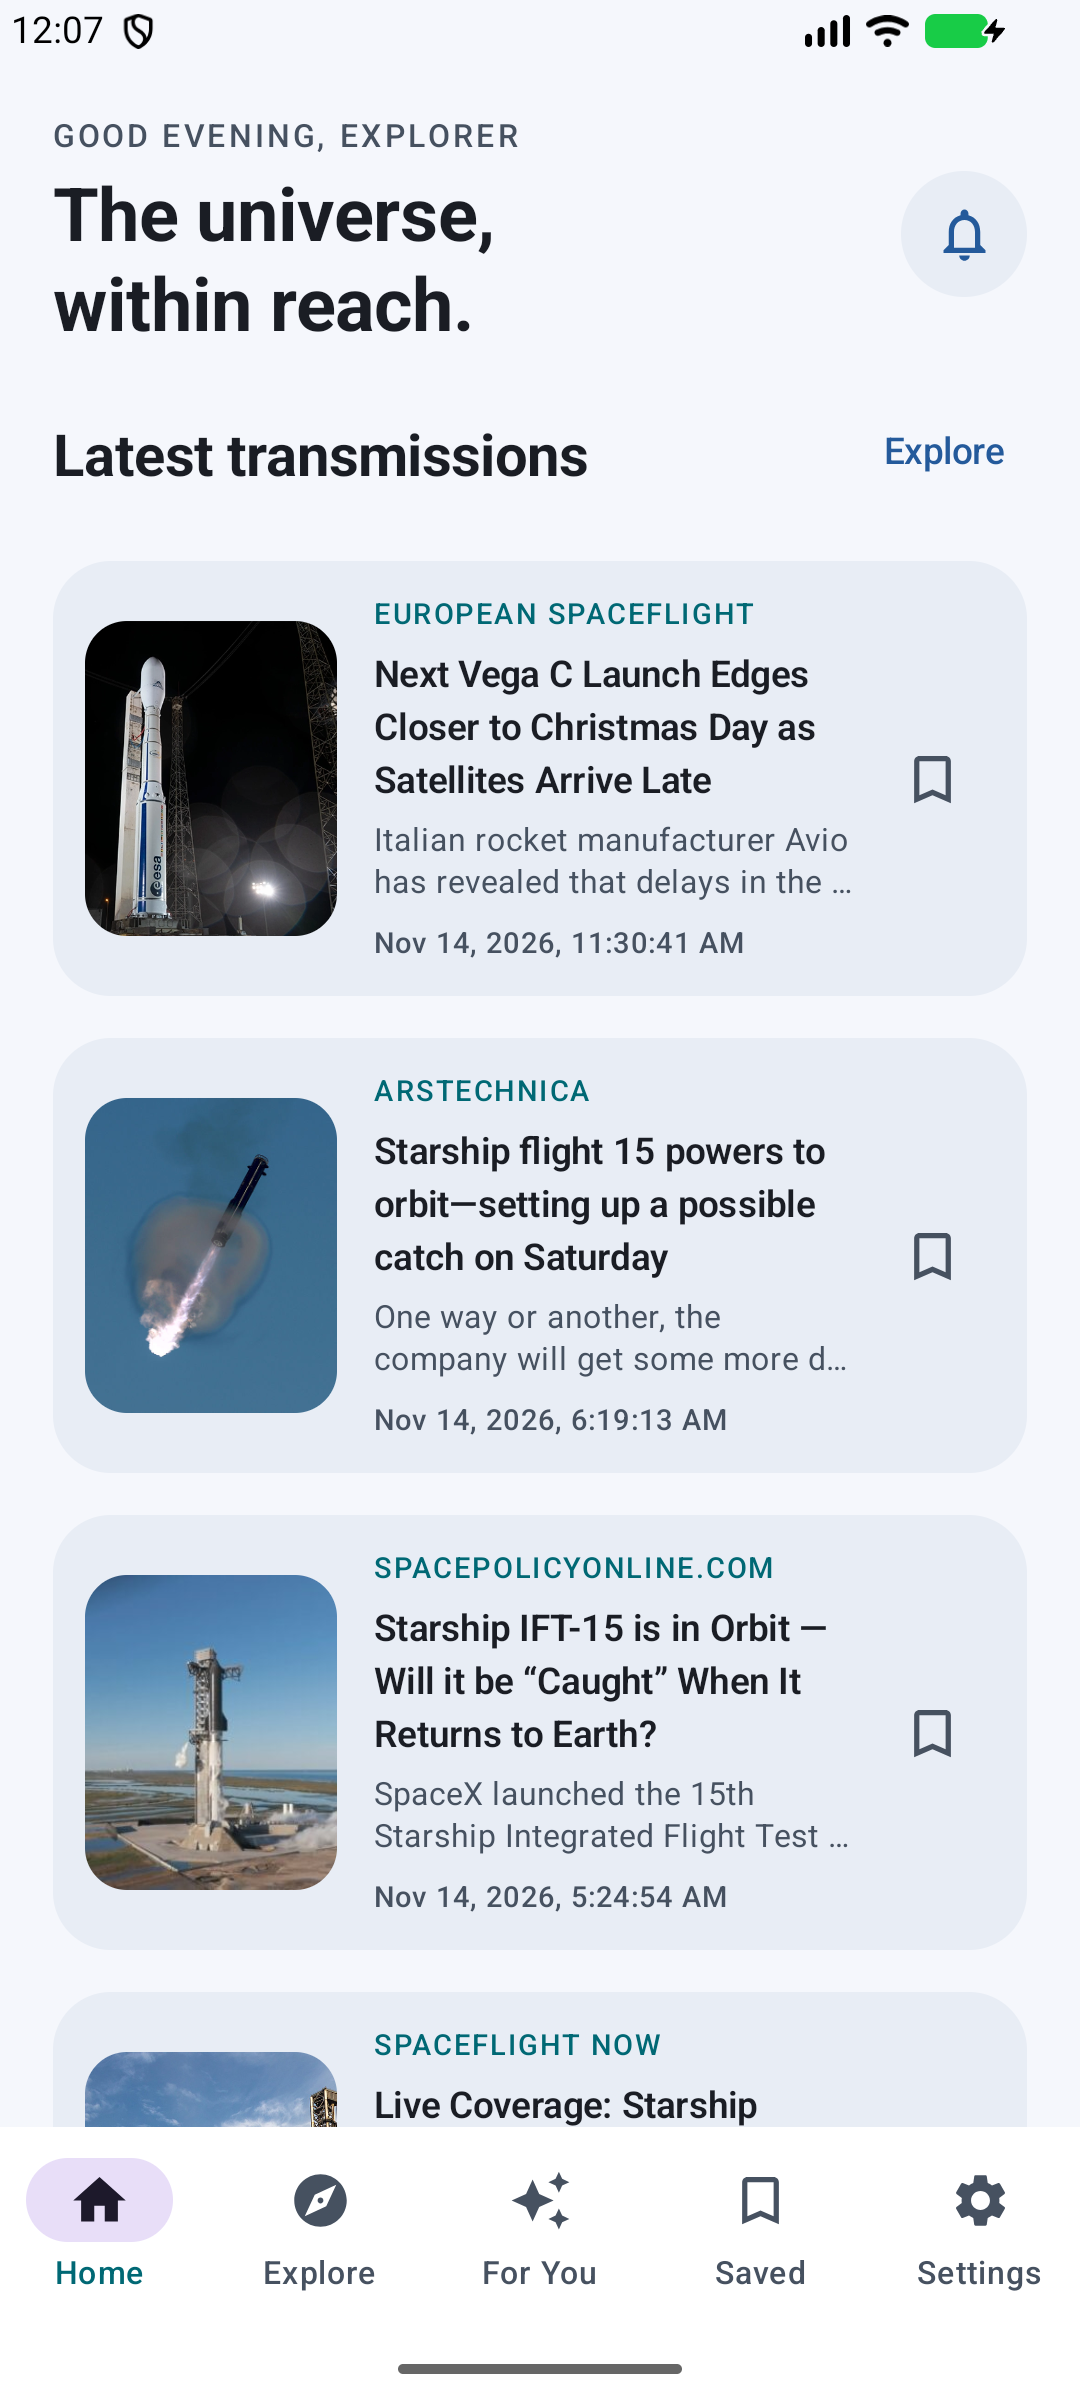 12:07
GOOD EVENING, EXPLORER
The universe,
within reach.
Latest transmissions
Explore
EUROPEAN SPACEFLIGHT
Next Vega C Launch Edges
Closer to Christmas Day as
Satellites Arrive Late
Italian rocket manufacturer Avio
has revealed that delays in the …
Nov 14, 2026, 11:30:41 AM
esa
ARSTECHNICA
Starship flight 15 powers to
orbit—setting up a possible
catch on Saturday
One way or another, the
company will get some more d…
Nov 14, 2026, 6:19:13 AM
SPACEPOLICYONLINE.COM
Starship IFT-15 is in Orbit —
Will it be “Caught” When It
Returns to Earth?
SpaceX launched the 15th
Starship Integrated Flight Test …
Nov 14, 2026, 5:24:54 AM
SPACEFLIGHT NOW
Live Coverage: Starship
Home
Explore
For You
Saved
Settings